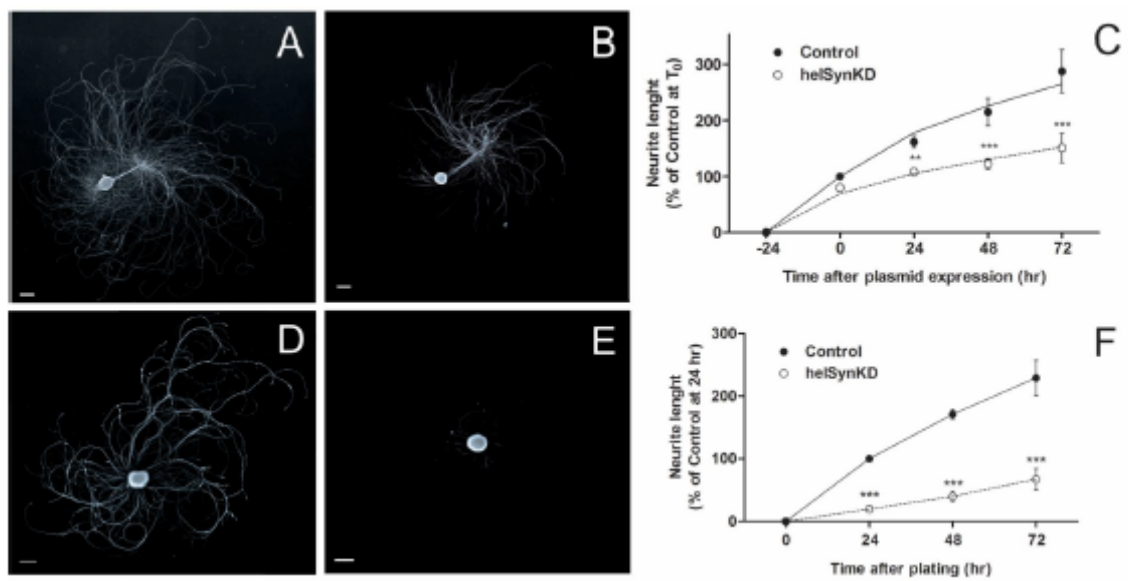 A
B
C
Control
helSynKD
Neurite lenght
(% of Control at T0)
300
200
100
0
**
***
***
-24
0
24
48
72
Time after plasmid expression (hr)
D
E
F
Control
helSynKD
Neurite lenght
(% of Control at 24 hr)
300
200
100
0
***
***
***
0
24
48
72
Time after plating (hr)